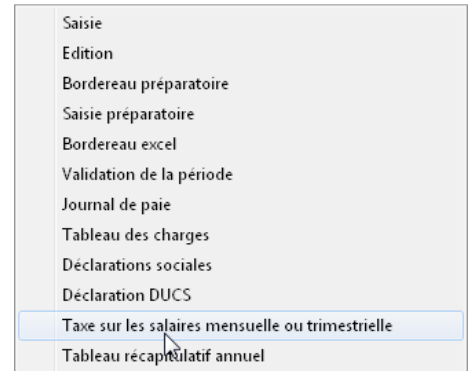 Saisie
Edition
Bordereau préparatoire
Saisie préparatoire
Bordereau excel
Validation de la période
Journal de paie
Tableau des charges
Déclarations sociales
Déclaration DUCS
Taxe sur les salaires mensuelle ou trimestrielle
Tableau récapitulatif annuel